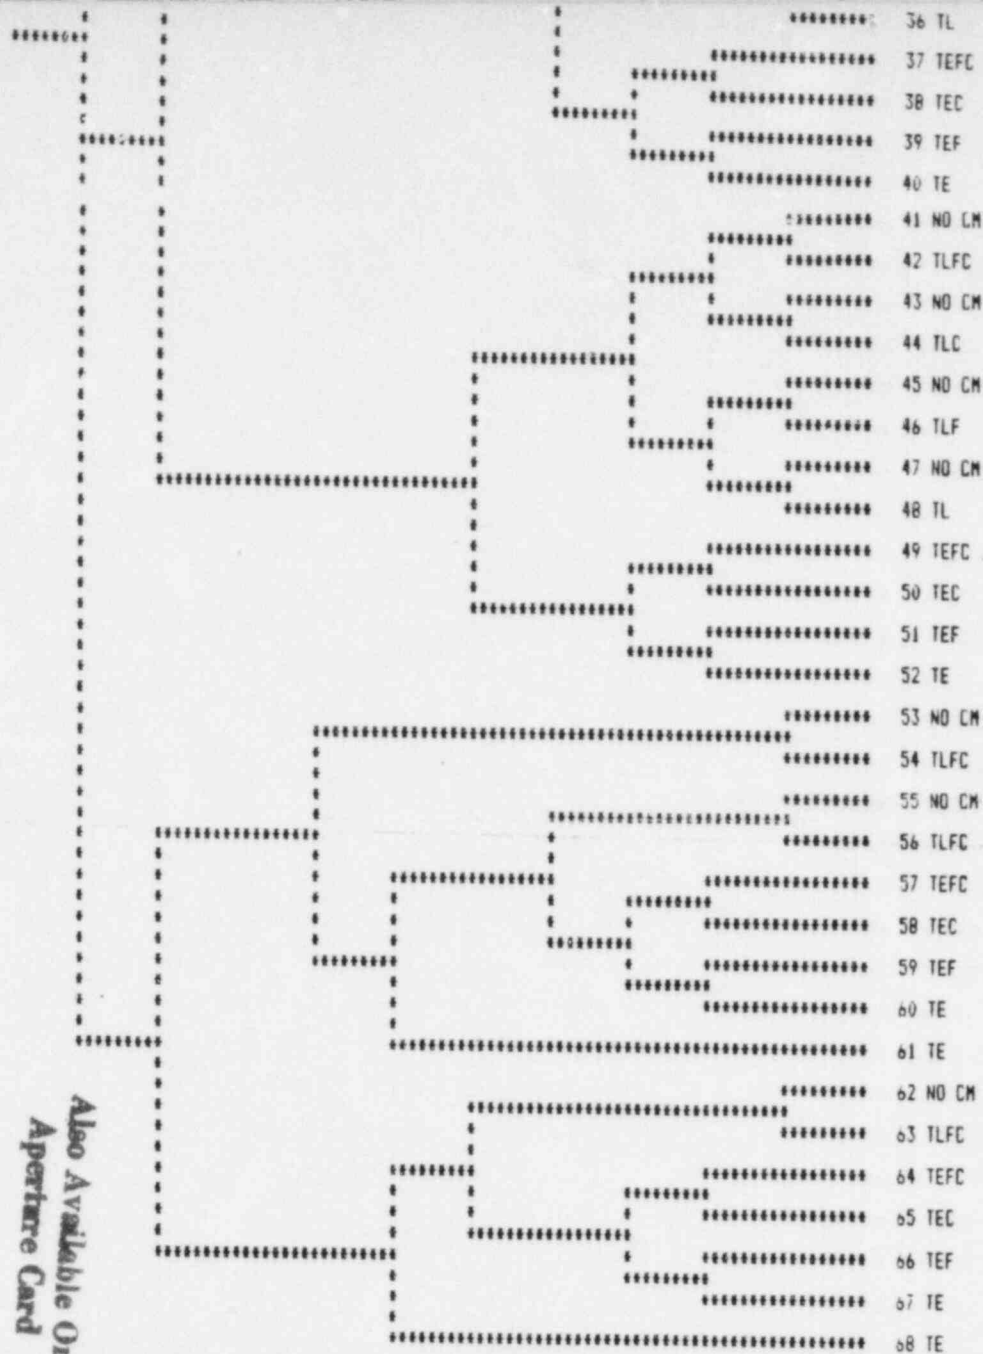 36 TL
37 TEFC
38 TEC
39 TEF
40 TE
41 NO CM
42 TLFC
43 NO CM
44 TLC
45 NO CM
46 TLF
47 NO CM
48 TL
49 TEFC
50 TEC
51 TEF
52 TE
53 NO CM
54 TLFC
55 NO CM
56 TLFC
57 TEFC
58 TEC
59 TEF
60 TE
61 TE
62 NO CM
63 TLFC
64 TEFC
65 TEC
66 TEF
67 TE
68 TE
Also Available On
Aperture Card